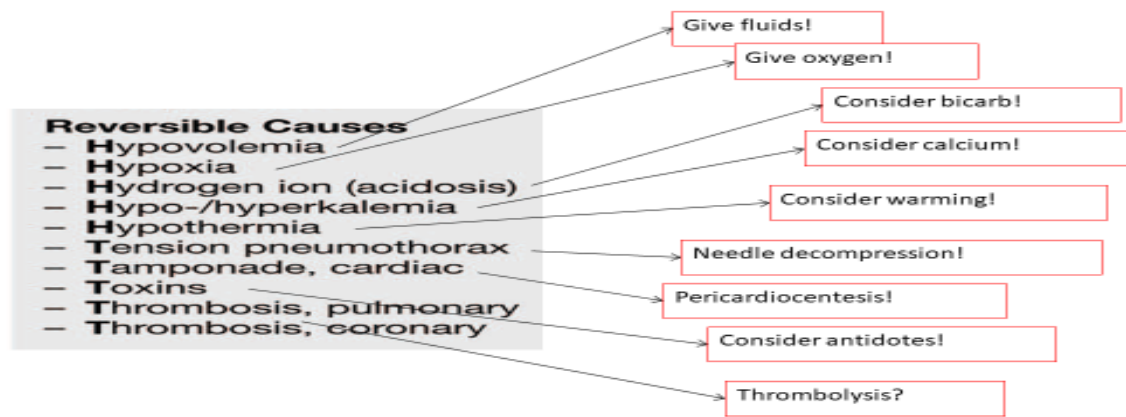 Give fluids!
Give oxygen!
Consider bicarb!
Reversible Causes
– Hypovolemia
– Hypoxia
– Hydrogen ion (acidosis)
– Hypo-/hyperkalemia
– Hypothermia
– Tension pneumothorax
– Tamponade, cardiac
– Toxins
– Thrombosis, pulmonary
– Thrombosis, coronary
Consider calcium!
Consider warming!
Needle decompression!
Pericardiocentesis!
Consider antidotes!
Thrombolysis?